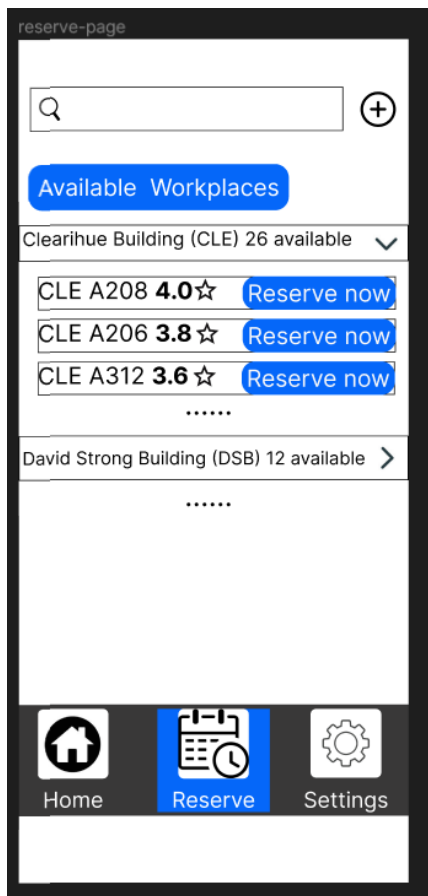 reserve-page
Available Workplaces
Clearihue Building (CLE) 26 available
CLE A208 4.0☆ Reserve now
CLE A206 3.8☆ Reserve now
CLE A312 3.6☆ Reserve now
......
David Strong Building (DSB) 12 available
......
Home Reserve Settings